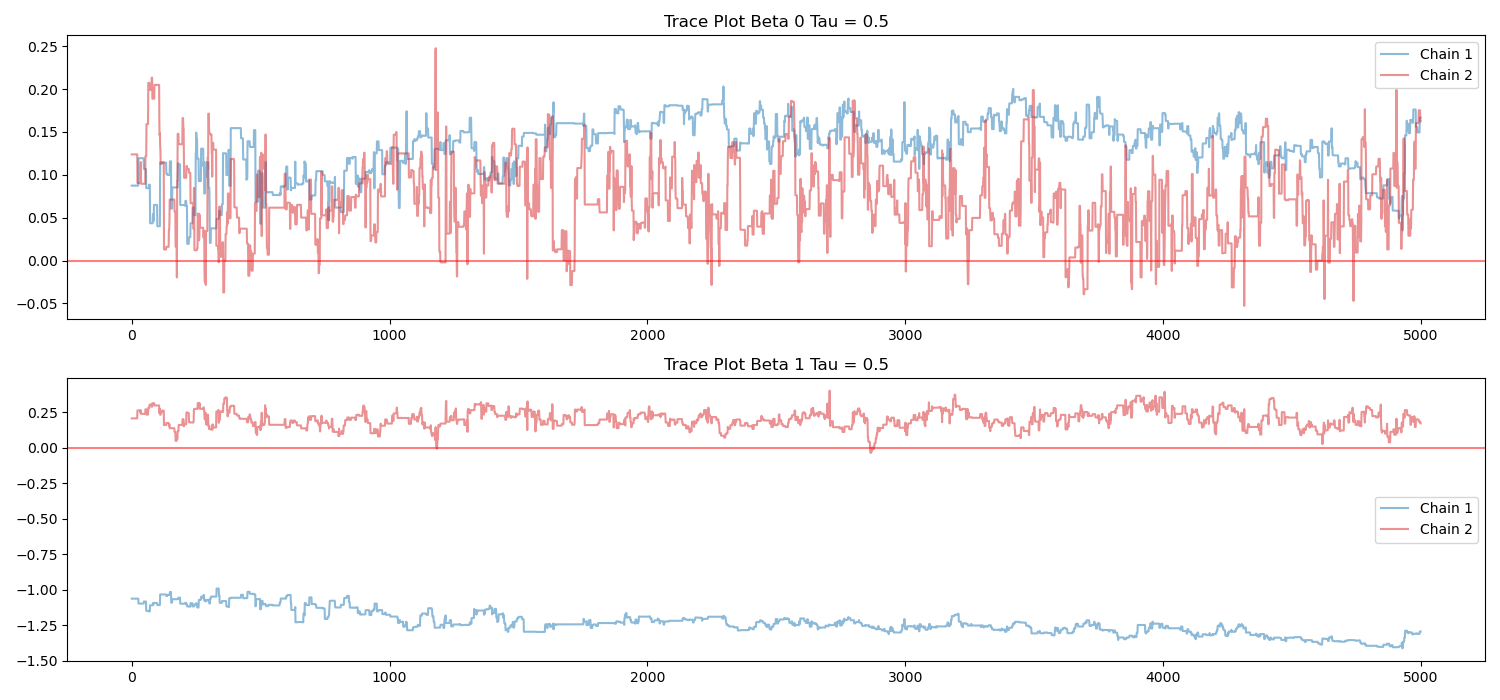 Trace Plot Beta 0 Tau = 0.5
0.25
0.20
0.15
0.10
0.05
0.00
−0.05
Chain 1
Chain 2
0 1000 2000 3000 4000 5000
Trace Plot Beta 1 Tau = 0.5
0.25
0.00
−0.25
−0.50
−0.75
−1.00
−1.25
−1.50
Chain 1
Chain 2
0 1000 2000 3000 4000 5000